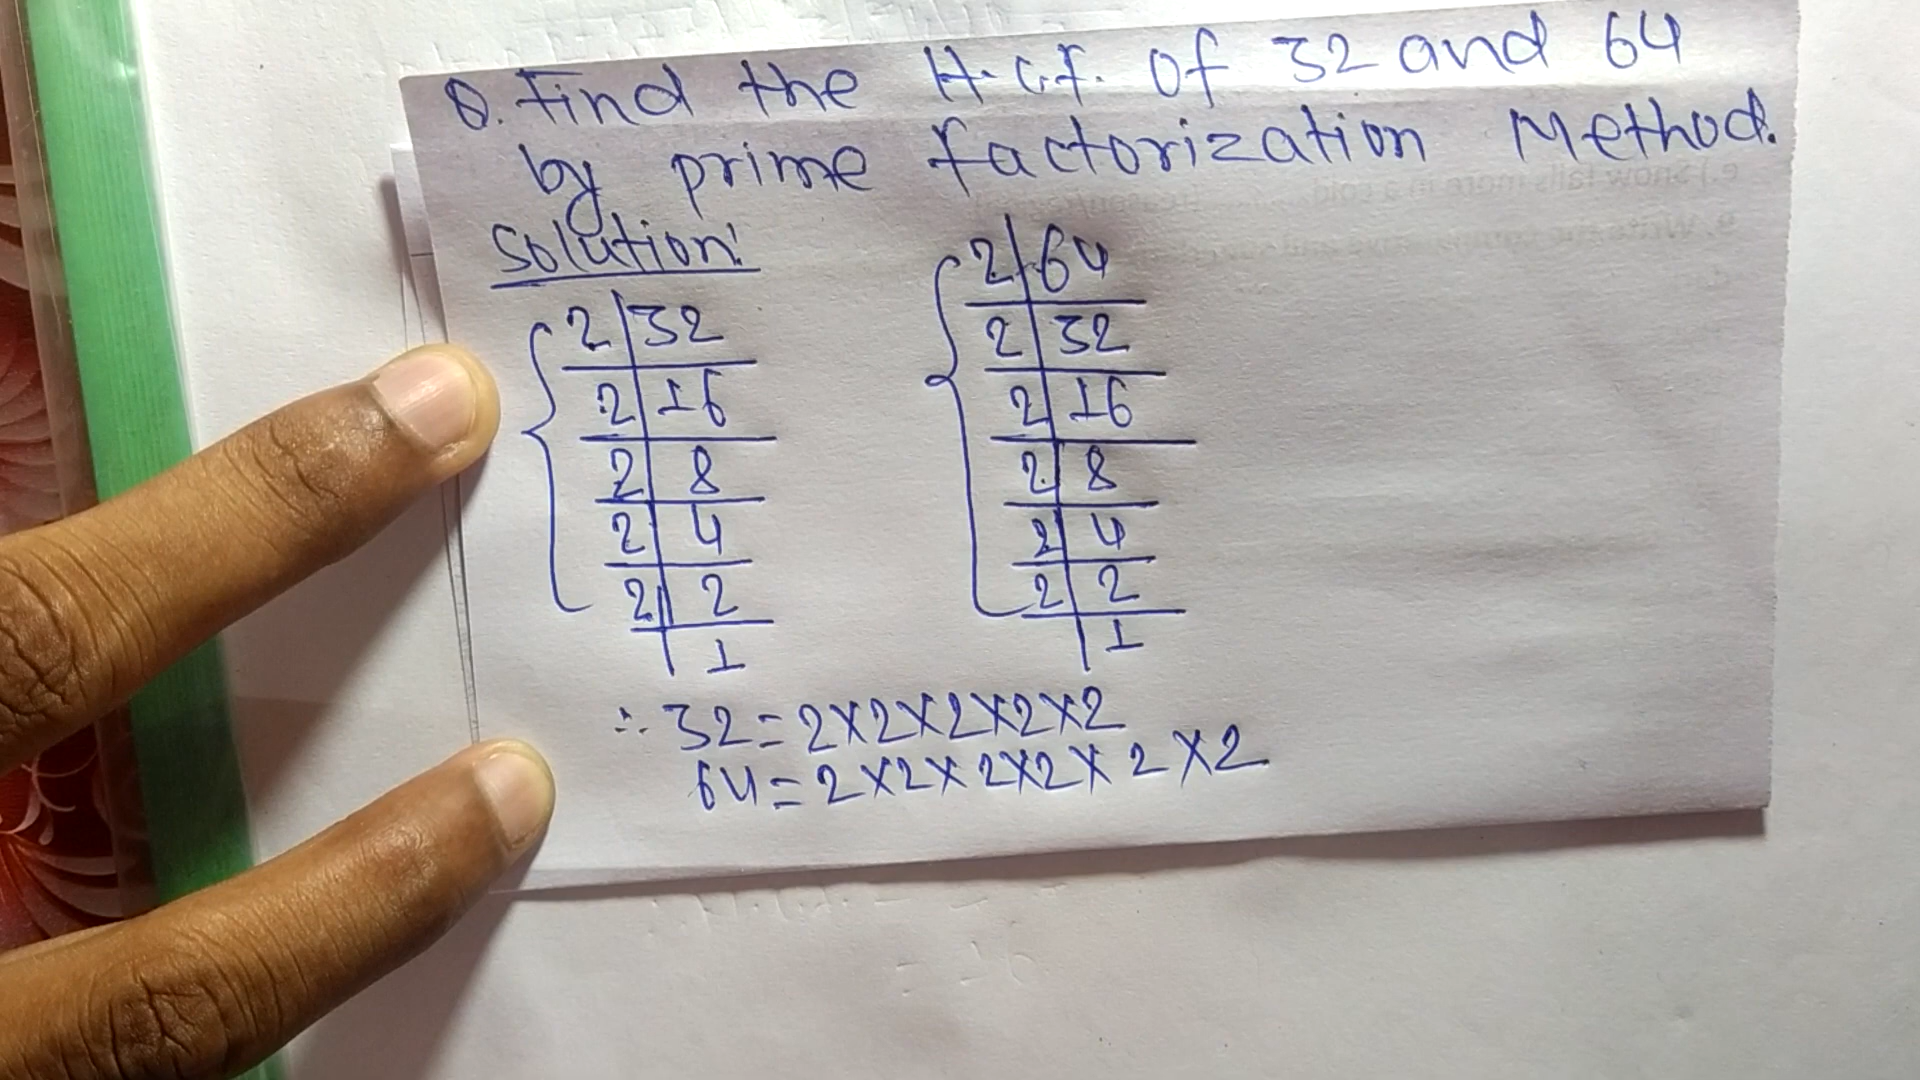 Q. Find the H.C.F. of 32 and 64
by prime factorization Method.
Solution:
2 | 32
2 | 16
2 | 8
2 | 4
2 | 2
| 1
2 | 64
2 | 32
2 | 16
2 | 8
2 | 4
2 | 2
| 1
∴ 32 = 2×2×2×2×2
64 = 2×2×2×2×2×2